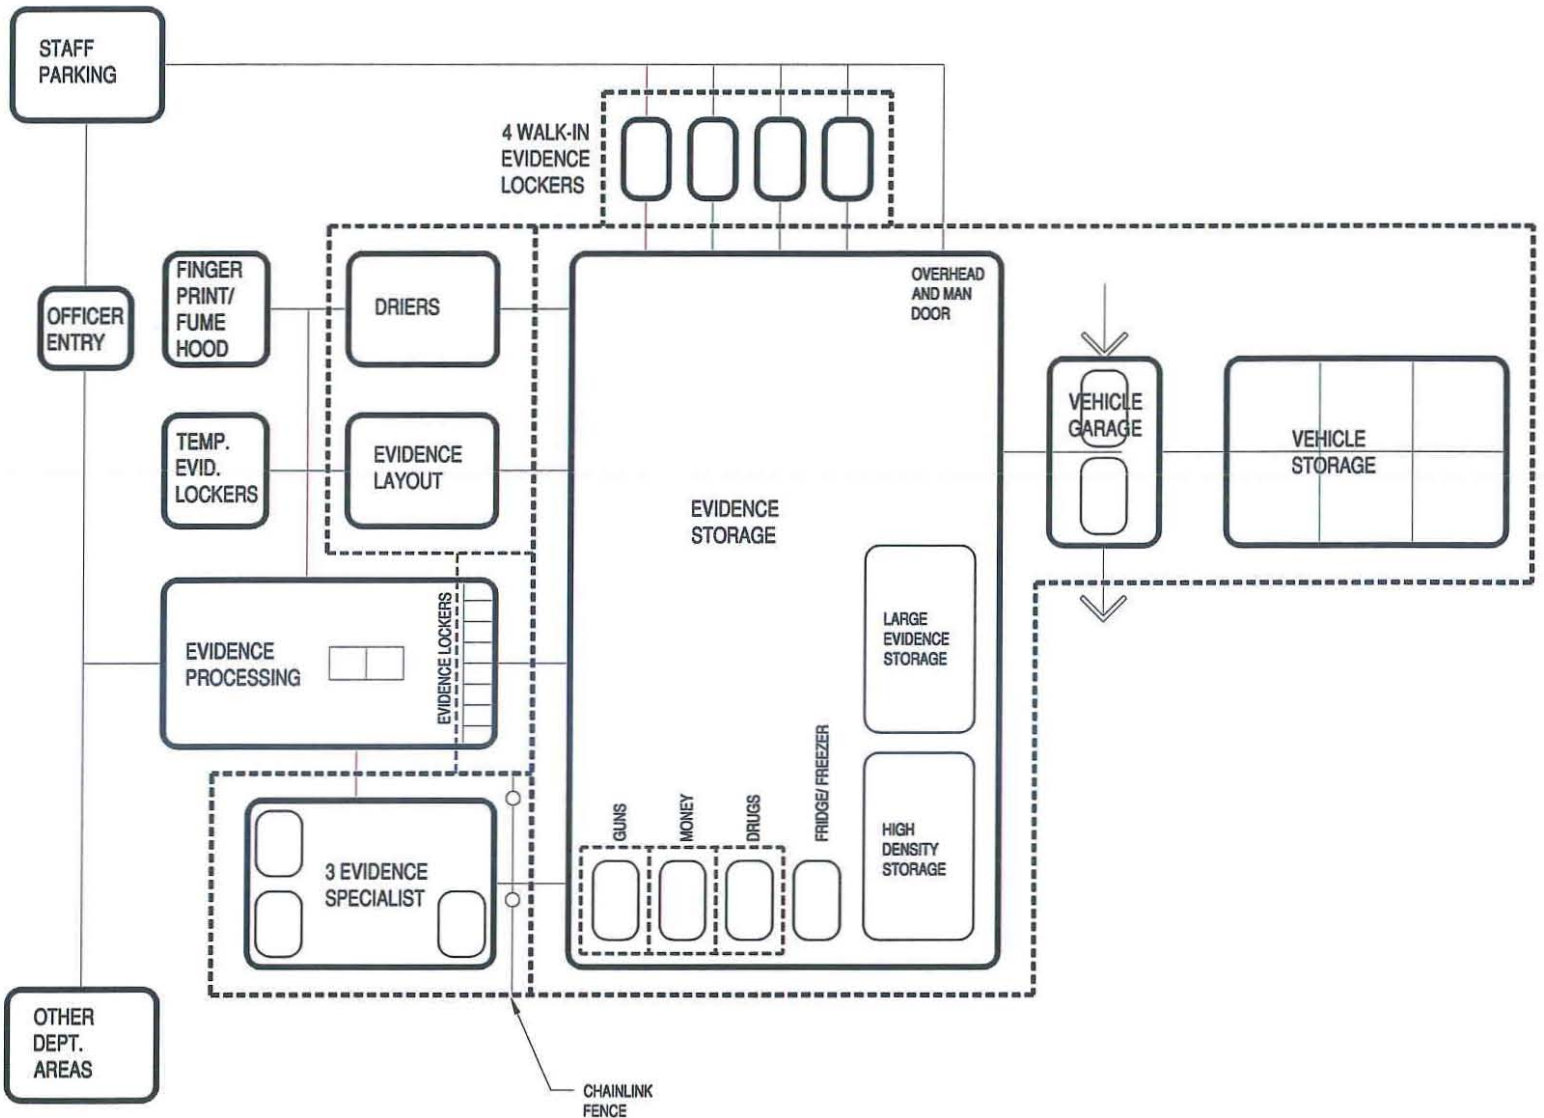 STAFF
PARKING
4 WALK-IN
EVIDENCE
LOCKERS
FINGER
PRINT/
FUME
HOOD
DRIERS
OVERHEAD
AND MAN
DOOR
OFFICER
ENTRY
VEHICLE
GARAGE
VEHICLE
STORAGE
TEMP.
EVID.
LOCKERS
EVIDENCE
LAYOUT
EVIDENCE
STORAGE
EVIDENCE
PROCESSING
EVIDENCE LOCKERS
LARGE
EVIDENCE
STORAGE
GUNS
MONEY
DRUGS
FRIDGE/ FREEZER
HIGH
DENSITY
STORAGE
3 EVIDENCE
SPECIALIST
OTHER
DEPT.
AREAS
CHAINLINK
FENCE